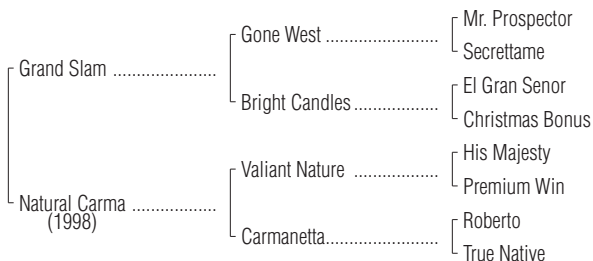 Mr. Prospector
Gone West ......................
Secrettame
Grand Slam ....................
El Gran Senor
Bright Candles .................
Christmas Bonus
His Majesty
Valiant Nature .................
Premium Win
Natural Carma ................
(1998)
Roberto
Carmanetta......................
True Native